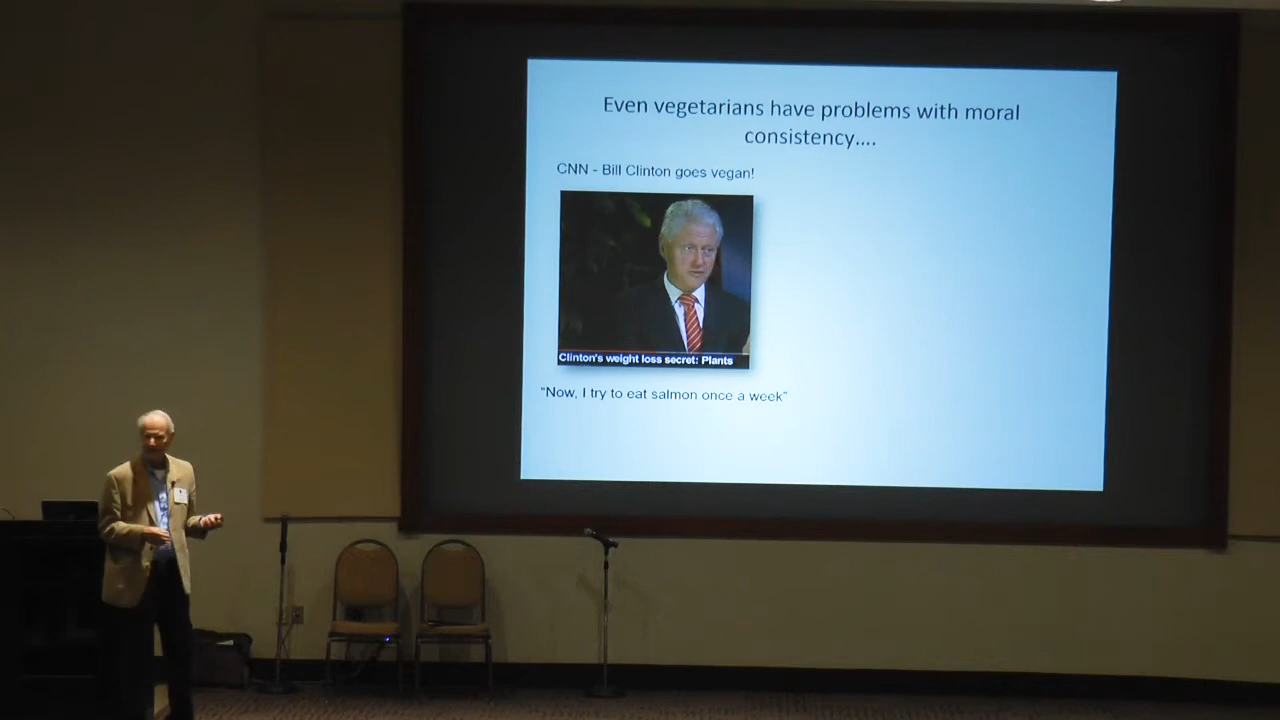 Even vegetarians have problems with moral
consistency....
CNN - Bill Clinton goes vegan!
Clinton's weight loss secret: Plants
"Now, I try to eat salmon once a week"